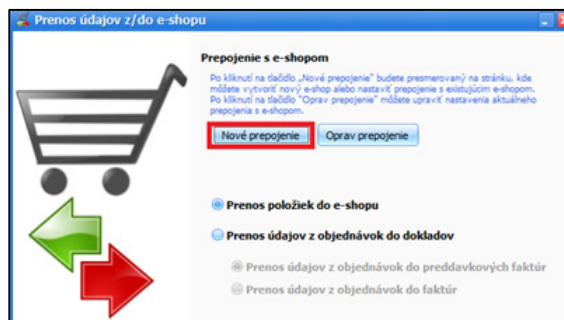 Prenos údajov z/do e-shopu
Prepojenie s e-shopom
Po kliknutí na tlačidlo „Nové prepojenie" budete presmerovaný na stránku, kde
môžete vytvoriť nový e-shop alebo nastaviť prepojenie s existujúcim e-shopom.
Po kliknutí na tlačidlo "Oprav prepojenie" môžete upraviť nastavenia aktuálneho
prepojenia s e-shopom.
Nové prepojenie Oprav prepojenie
Prenos položiek do e-shopu
Prenos údajov z objednávok do dokladov
Prenos údajov z objednávok do preddavkových faktúr
Prenos údajov z objednávok do faktúr